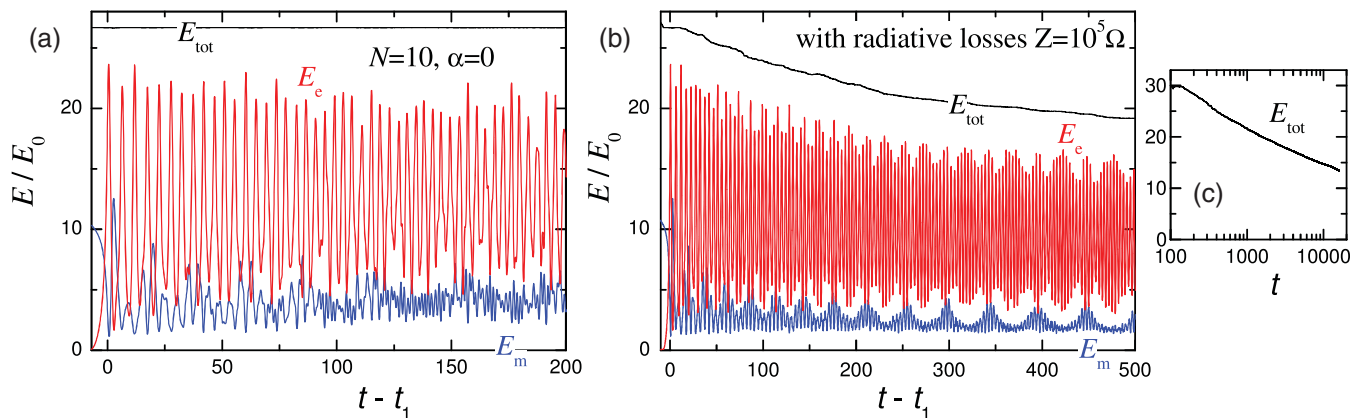 (a)
E_tot
N=10, α=0
E_e
E_m
E / E_0
0
10
20
0
50
100
150
200
t - t_1
(b)
with radiative losses Z=10^5Ω
E_tot
E_e
E_m
E / E_0
0
10
20
0
100
200
300
400
500
t - t_1
(c)
E_tot
30
20
10
0
100
1000
10000
t